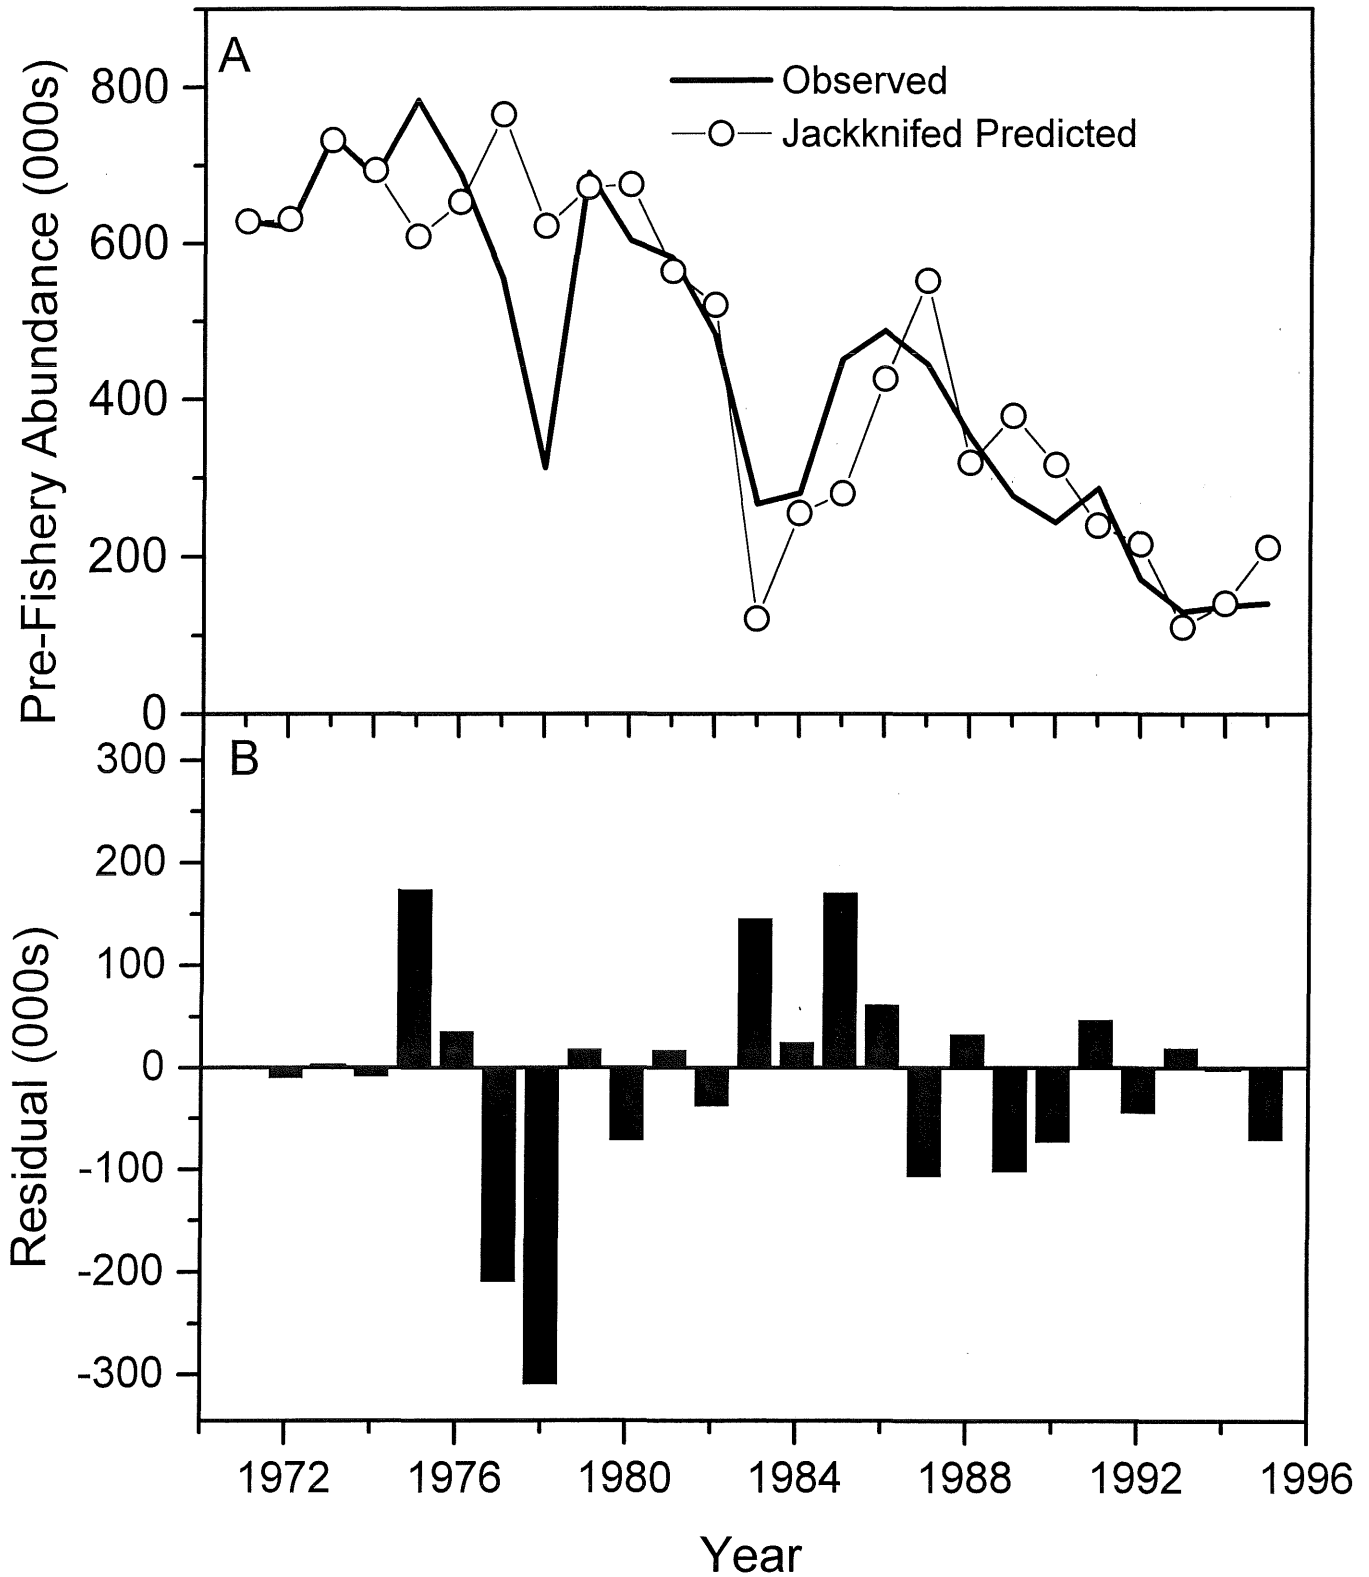 A
Observed
Jackknifed Predicted
Pre-Fishery Abundance (000s)
800
600
400
200
0
B
Residual (000s)
300
200
100
0
-100
-200
-300
1972 1976 1980 1984 1988 1992 1996
Year